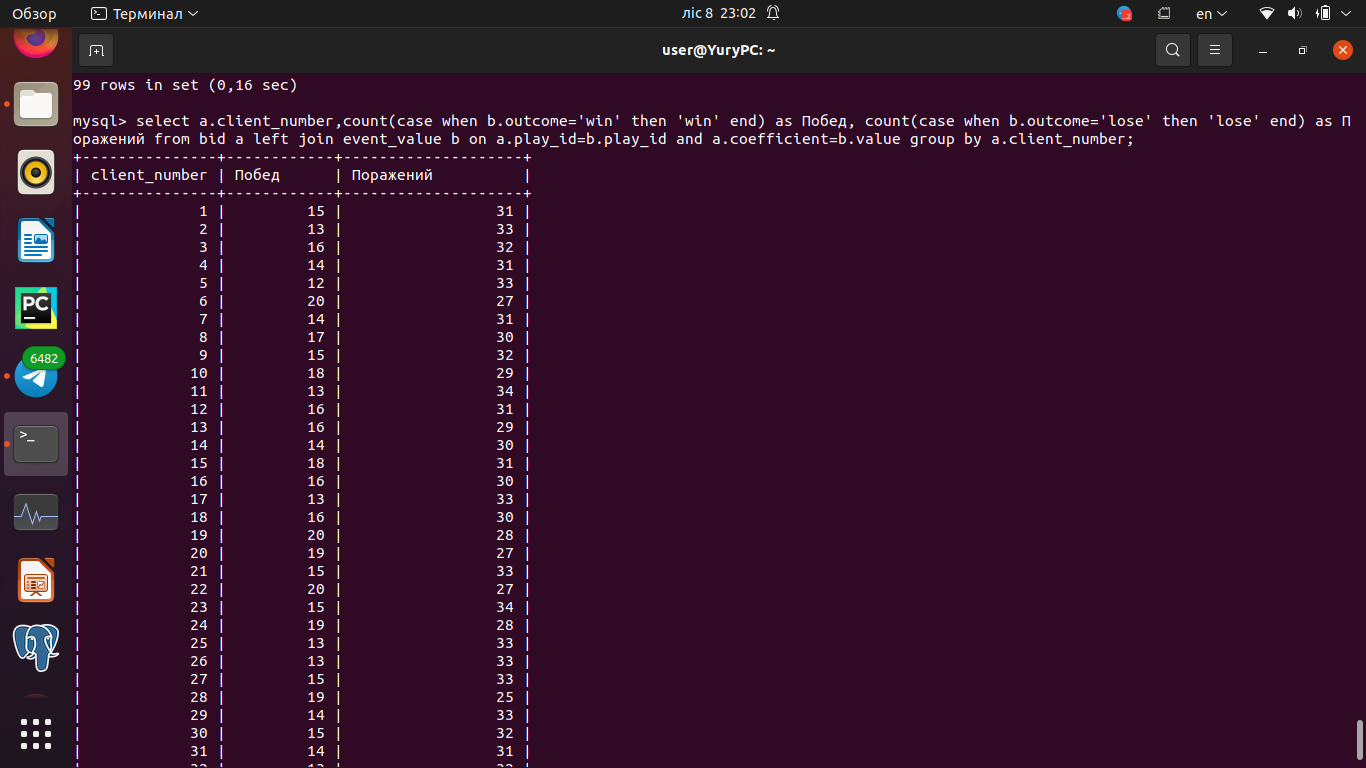 Обзор Терминал ліс 8 23:02 en
user@YuryPC: ~
99 rows in set (0,16 sec)
mysql> select a.client_number,count(case when b.outcome='win' then 'win' end) as Побед, count(case when b.outcome='lose' then 'lose' end) as П
оражений from bid a left join event_value b on a.play_id=b.play_id and a.coefficient=b.value group by a.client_number;
+---------------+------------+--------------------+
| client_number | Побед | Поражений |
+---------------+------------+--------------------+
| 1 | 15 | 31 |
| 2 | 13 | 33 |
| 3 | 16 | 32 |
| 4 | 14 | 31 |
| 5 | 12 | 33 |
| 6 | 20 | 27 |
| 7 | 14 | 31 |
| 8 | 17 | 30 |
| 9 | 15 | 32 |
| 10 | 18 | 29 |
| 11 | 13 | 34 |
| 12 | 16 | 31 |
| 13 | 16 | 29 |
| 14 | 14 | 30 |
| 15 | 18 | 31 |
| 16 | 16 | 30 |
| 17 | 13 | 33 |
| 18 | 16 | 30 |
| 19 | 20 | 28 |
| 20 | 19 | 27 |
| 21 | 15 | 33 |
| 22 | 20 | 27 |
| 23 | 15 | 34 |
| 24 | 19 | 28 |
| 25 | 13 | 33 |
| 26 | 13 | 33 |
| 27 | 15 | 33 |
| 28 | 19 | 25 |
| 29 | 14 | 33 |
| 30 | 15 | 32 |
| 31 | 14 | 31 |
PC
6482
>_